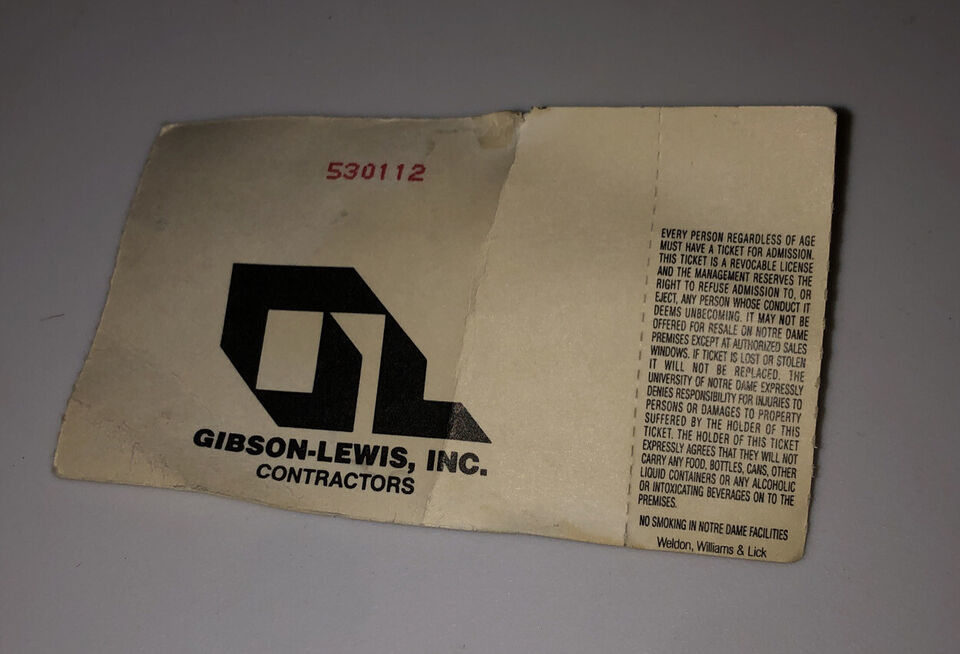 530112
GIBSON-LEWIS, INC.
CONTRACTORS
EVERY PERSON REGARDLESS OF AGE
MUST HAVE A TICKET FOR ADMISSION.
THIS TICKET IS A REVOCABLE LICENSE
AND THE MANAGEMENT RESERVES THE
RIGHT TO REFUSE ADMISSION TO, OR
EJECT, ANY PERSON WHOSE CONDUCT IT
DEEMS UNBECOMING. IT MAY NOT BE
OFFERED FOR RESALE ON NOTRE DAME
PREMISES EXCEPT AT AUTHORIZED SALES
WINDOWS. IF TICKET IS LOST OR STOLEN
IT WILL NOT BE REPLACED. THE
UNIVERSITY OF NOTRE DAME EXPRESSLY
DENIES RESPONSIBILITY FOR INJURIES TO
PERSONS OR DAMAGES TO PROPERTY
SUFFERED BY THE HOLDER OF THIS
TICKET. THE HOLDER OF THIS TICKET
EXPRESSLY AGREES THAT THEY WILL NOT
CARRY ANY FOOD, BOTTLES, CANS, OTHER
LIQUID CONTAINERS OR ANY ALCOHOLIC
OR INTOXICATING BEVERAGES ON TO THE
PREMISES.
NO SMOKING IN NOTRE DAME FACILITIES
Weldon, Williams & Lick